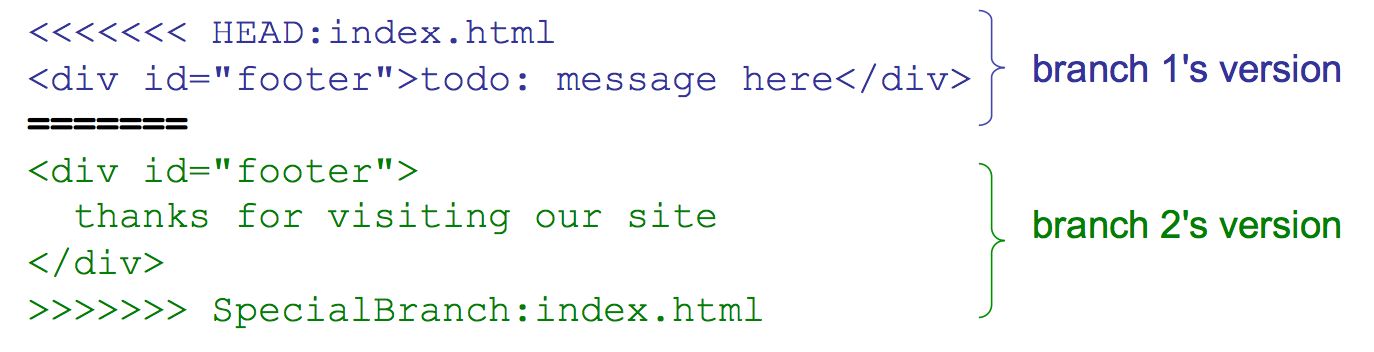 <<<<<<< HEAD:index.html
<div id="footer">todo: message here</div>
branch 1's version
=======
<div id="footer">
  thanks for visiting our site
</div>
>>>>>>> SpecialBranch:index.html
branch 2's version